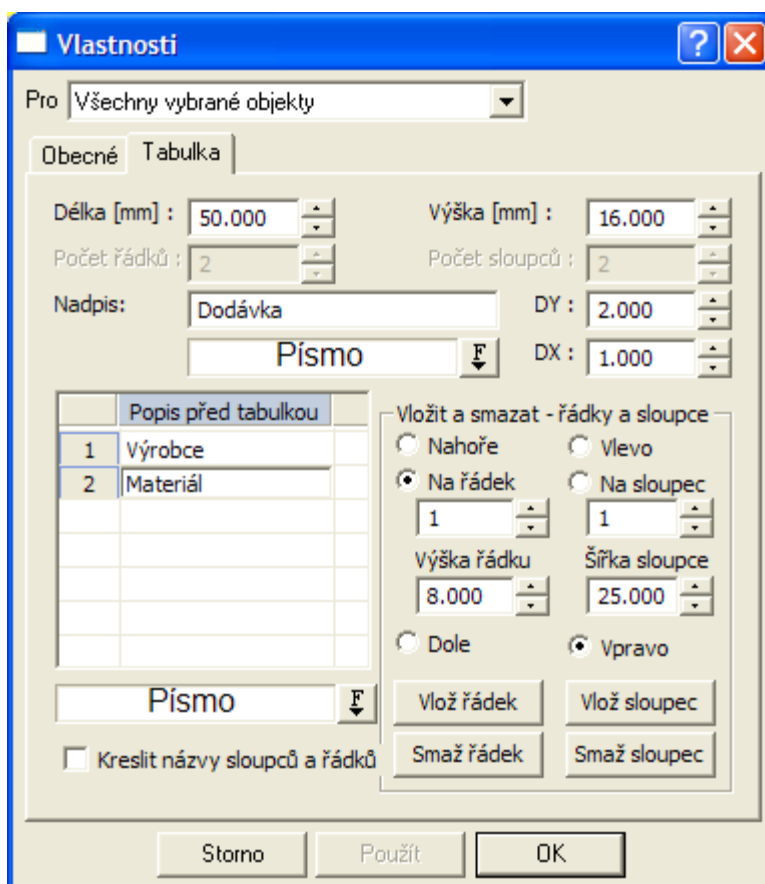 Vlastnosti
Pro Všechny vybrané objekty
Obecné Tabulka
Délka [mm] : 50.000 Výška [mm] : 16.000
Počet řádků : 2 Počet sloupců : 2
Nadpis: Dodávka DY : 2.000
Písmo F DX : 1.000
Popis před tabulkou
1 Výrobce
2 Materiál
Vložit a smazat - řádky a sloupce
Nahoře Vlevo
Na řádek Na sloupec
1 1
Výška řádku Šířka sloupce
8.000 25.000
Dole Vpravo
Písmo F
Vlož řádek Vlož sloupec
Kreslit názvy sloupců a řádků
Smaž řádek Smaž sloupec
Storno Použít OK